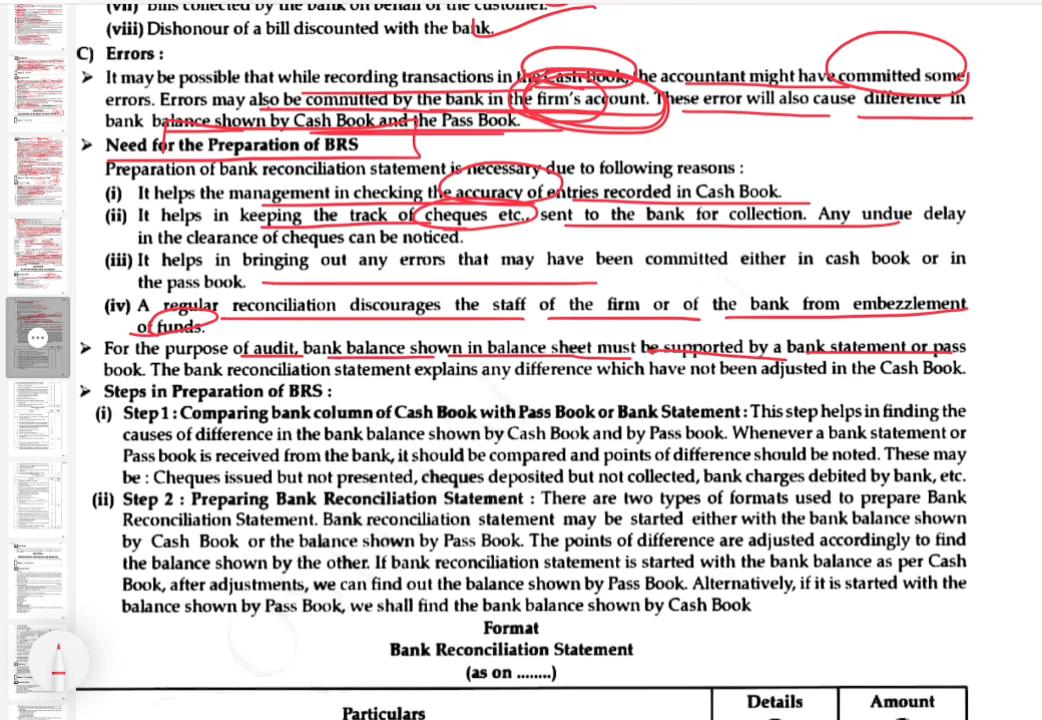 (vii) Bills collected by the bank on behalf of the customer.
(viii) Dishonour of a bill discounted with the bank.
C) Errors :
➢ It may be possible that while recording transactions in the Cash Book, he accountant might have committed some
errors. Errors may also be committed by the bank in the firm's account. These error will also cause difference in
bank balance shown by Cash Book and the Pass Book.
➢ Need for the Preparation of BRS
Preparation of bank reconciliation statement is necessary due to following reasons :
(i) It helps the management in checking the accuracy of entries recorded in Cash Book.
(ii) It helps in keeping the track of cheques etc., sent to the bank for collection. Any undue delay
in the clearance of cheques can be noticed.
(iii) It helps in bringing out any errors that may have been committed either in cash book or in
the pass book.
(iv) A regular reconciliation discourages the staff of the firm or of the bank from embezzlement
of funds.
➢ For the purpose of audit, bank balance shown in balance sheet must be supported by a bank statement or pass
book. The bank reconciliation statement explains any difference which have not been adjusted in the Cash Book.
➢ Steps in Preparation of BRS :
(i) Step 1 : Comparing bank column of Cash Book with Pass Book or Bank Statement : This step helps in finding the
causes of difference in the bank balance shown by Cash Book and by Pass book. Whenever a bank statement or
Pass book is received from the bank, it should be compared and points of difference should be noted. These may
be : Cheques issued but not presented, cheques deposited but not collected, bank charges debited by bank, etc.
(ii) Step 2 : Preparing Bank Reconciliation Statement : There are two types of formats used to prepare Bank
Reconciliation Statement. Bank reconciliation statement may be started either with the bank balance shown
by Cash Book or the balance shown by Pass Book. The points of difference are adjusted accordingly to find
the balance shown by the other. If bank reconciliation statement is started with the bank balance as per Cash
Book, after adjustments, we can find out the balance shown by Pass Book. Alternatively, if it is started with the
balance shown by Pass Book, we shall find the bank balance shown by Cash Book
Format
Bank Reconciliation Statement
(as on ........)
Particulars Details Amount